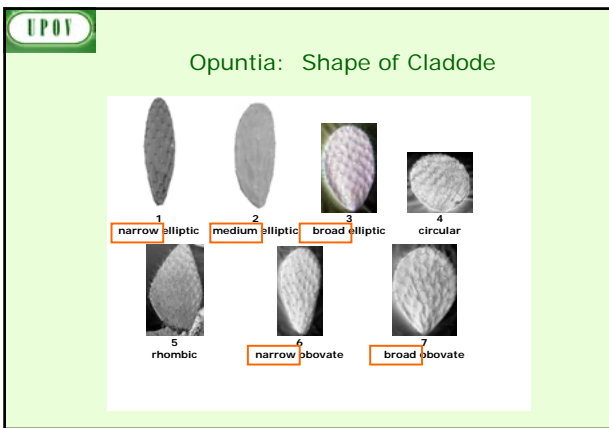 UPOV
Opuntia: Shape of Cladode
1 2 3 4
narrow elliptic medium elliptic broad elliptic circular
5 6 7
rhombic narrow obovate broad obovate